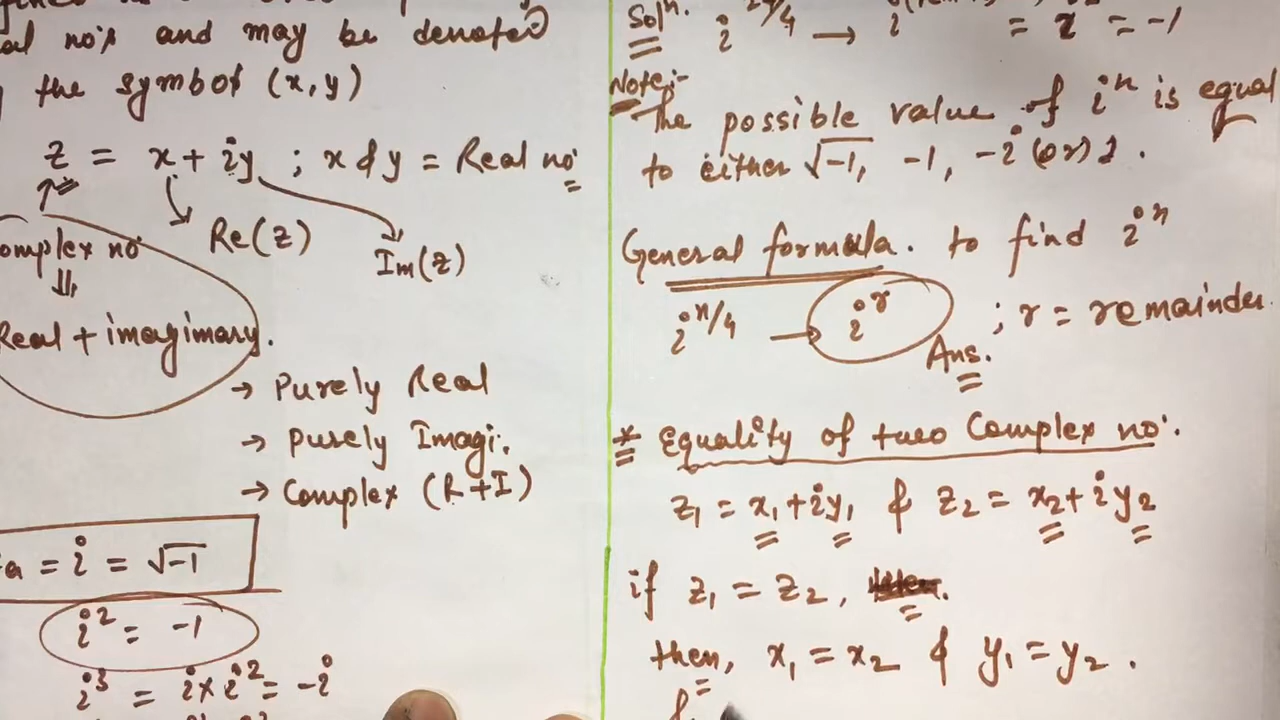 al no's and may be denoted
the symbol (x, y)
z = x + iy ; x & y = Real no
Re(z)
Im(z)
omplex no
Real + imagimary.
→ Purely Real
→ Purely Imagi.
→ Complex (R+I)
= i = √-1
i² = -1
i³ = i × i² = -i
Solⁿ.
= -1
Note:-
The possible value of iⁿ is equal
to either √-1, -1, -i (or) 1.
General formula. to find iⁿ
i^n/4 → i^r ; r = remainder
Ans.
* Equality of two Complex no.
z₁ = x₁ + iy₁ & z₂ = x₂ + iy₂
if z₁ = z₂,
then, x₁ = x₂ & y₁ = y₂ .